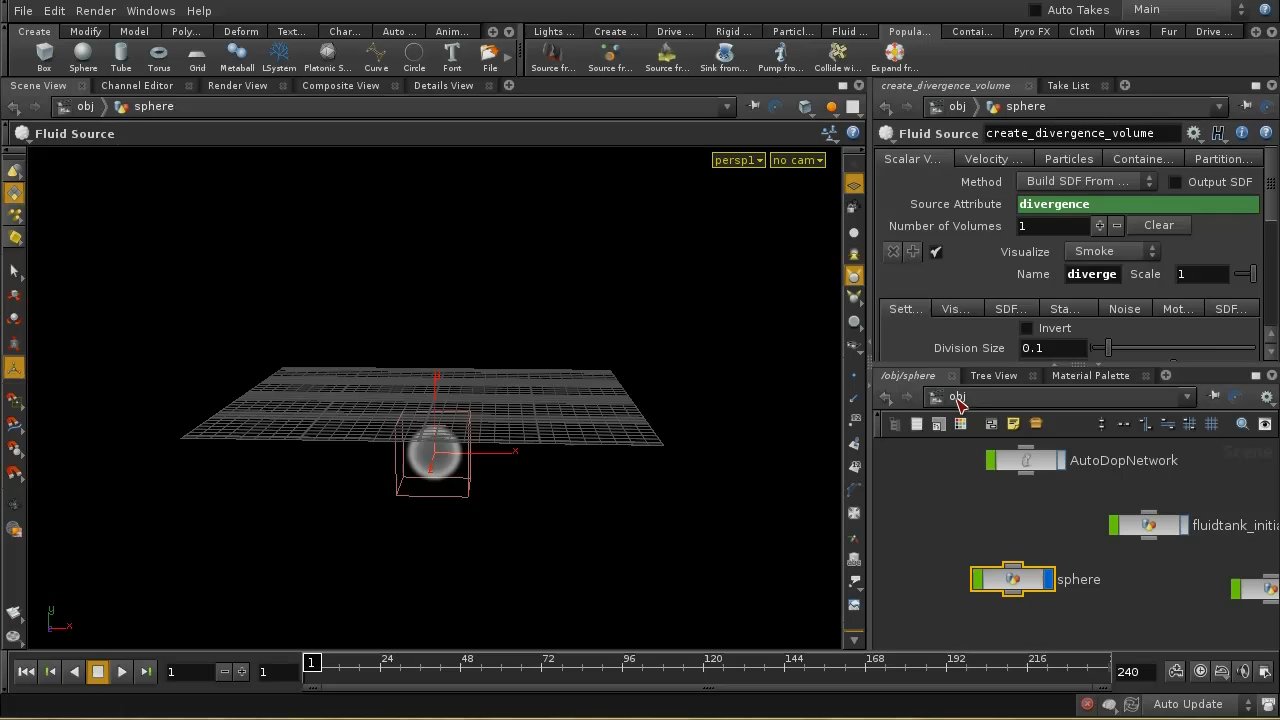 File Edit Render Windows Help Auto Takes Main
Create Modify Model Poly... Deform Text... Char... Auto ... Anim... Lights ... Create ... Drive ... Rigid ... Particl... Fluid ... Popula... Contai... Pyro FX Cloth Wires Fur Drive ...
Box Sphere Tube Torus Grid Metaball LSystem Platonic S... Curve Circle Font File Source fr... Source fr... Source fr... Sink from... Pump fro... Collide wi... Expand fr...
Scene View Channel Editor Render View Composite View Details View create_divergence_volume Take List
obj sphere obj sphere
Fluid Source Fluid Source create_divergence_volume
persp1 no cam
Scalar V... Velocity ... Particles Containe... Partition...
Method Build SDF From ... Output SDF
Source Attribute divergence
Number of Volumes 1 Clear
Visualize Smoke
Name diverge Scale 1
Sett... Vis... SDF... Sta... Noise Mot... SDF...
Invert
Division Size 0.1
/obj/sphere Tree View Material Palette
obj
AutoDopNetwork
fluidtank_initia
sphere
x
y
x
1 1 1 24 48 72 96 120 144 168 192 216 2 240
Auto Update